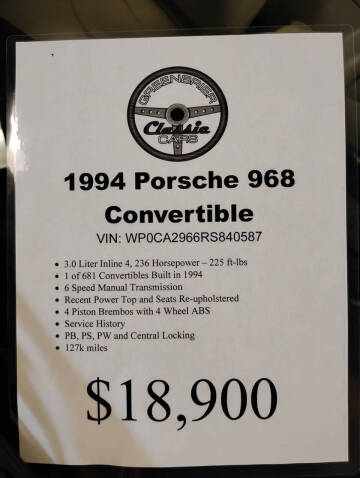 GREENBRIER
Classic
CARS
1994 Porsche 968
Convertible
VIN: WP0CA2966RS840587
• 3.0 Liter Inline 4, 236 Horsepower – 225 ft-lbs
• 1 of 681 Convertibles Built in 1994
• 6 Speed Manual Transmission
• Recent Power Top and Seats Re-upholstered
• 4 Piston Brembos with 4 Wheel ABS
• Service History
• PB, PS, PW and Central Locking
• 127k miles
$18,900